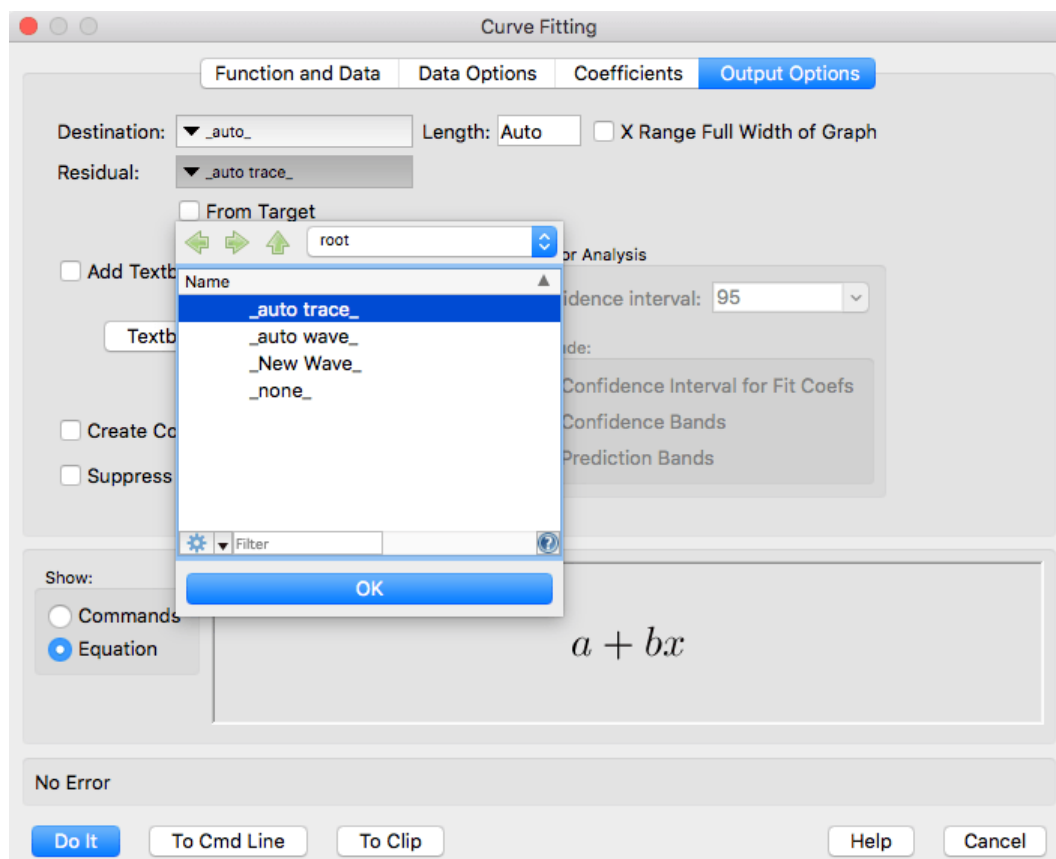 Curve Fitting
Function and Data Data Options Coefficients Output Options
Destination: _auto_ Length: Auto X Range Full Width of Graph
Residual: _auto trace_
From Target
root
Add Textb
or Analysis
Name
idence interval: 95
_auto trace_
Textb
_auto wave_
_New Wave_
_none_
Confidence Interval for Fit Coefs
Create Co
Confidence Bands
Suppress
Prediction Bands
Filter
OK
Show:
Commands
Equation
a + bx
No Error
Do It To Cmd Line To Clip Help Cancel